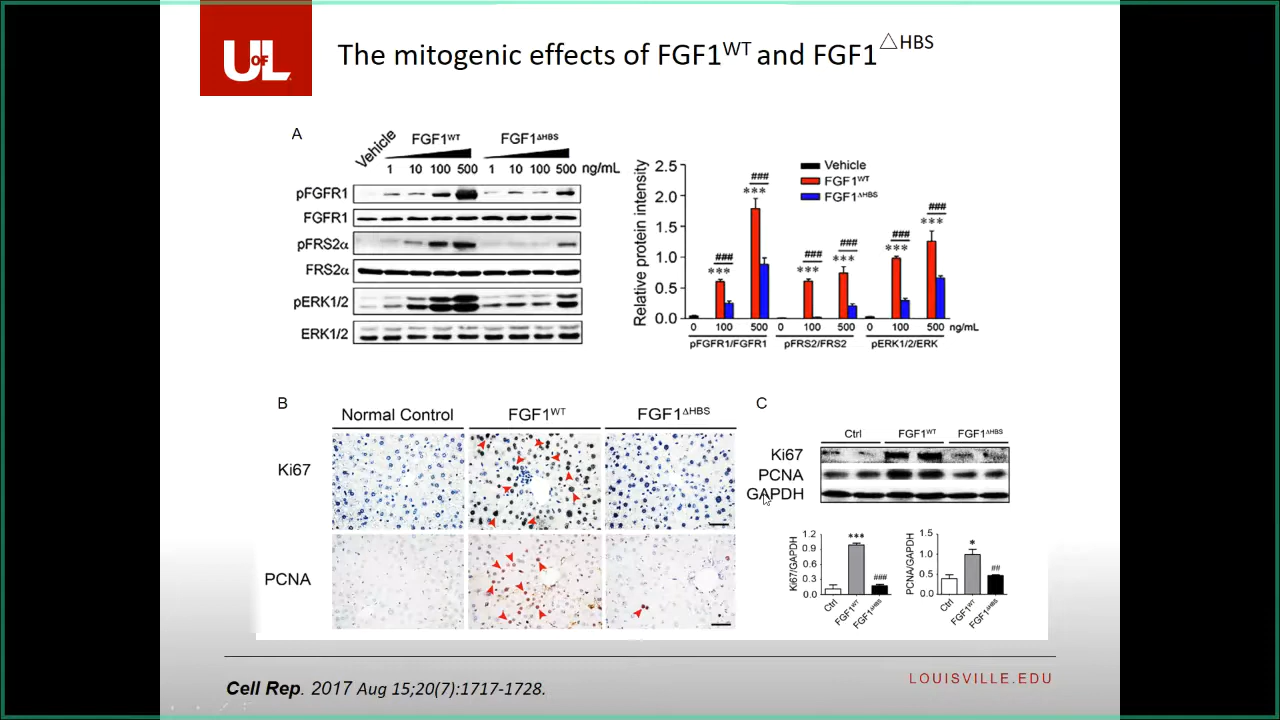 UL OF
The mitogenic effects of FGF1WT and FGF1△HBS
A
Vehicle FGF1WT FGF1ΔHBS
1 10 100 500 1 10 100 500 ng/mL
pFGFR1
FGFR1
pFRS2α
FRS2α
pERK1/2
ERK1/2
Relative protein intensity
2.5
2.0
1.5
1.0
0.5
0.0
Vehicle
FGF1WT
FGF1ΔHBS
###
***
###
***
###
***
###
***
###
***
###
***
0 100 500 0 100 500 0 100 500 ng/mL
pFGFR1/FGFR1 pFRS2/FRS2 pERK1/2/ERK
B
Normal Control FGF1WT FGF1ΔHBS
Ki67
PCNA
C
Ctrl FGF1WT FGF1ΔHBS
Ki67
PCNA
GAPDH
Ki67/GAPDH
1.2
0.9
0.6
0.3
0.0
***
###
Ctrl FGF1WT FGF1ΔHBS
PCNA/GAPDH
1.5
1.0
0.5
0.0
*
##
Ctrl FGF1WT FGF1ΔHBS
Cell Rep. 2017 Aug 15;20(7):1717-1728.
LOUISVILLE.EDU